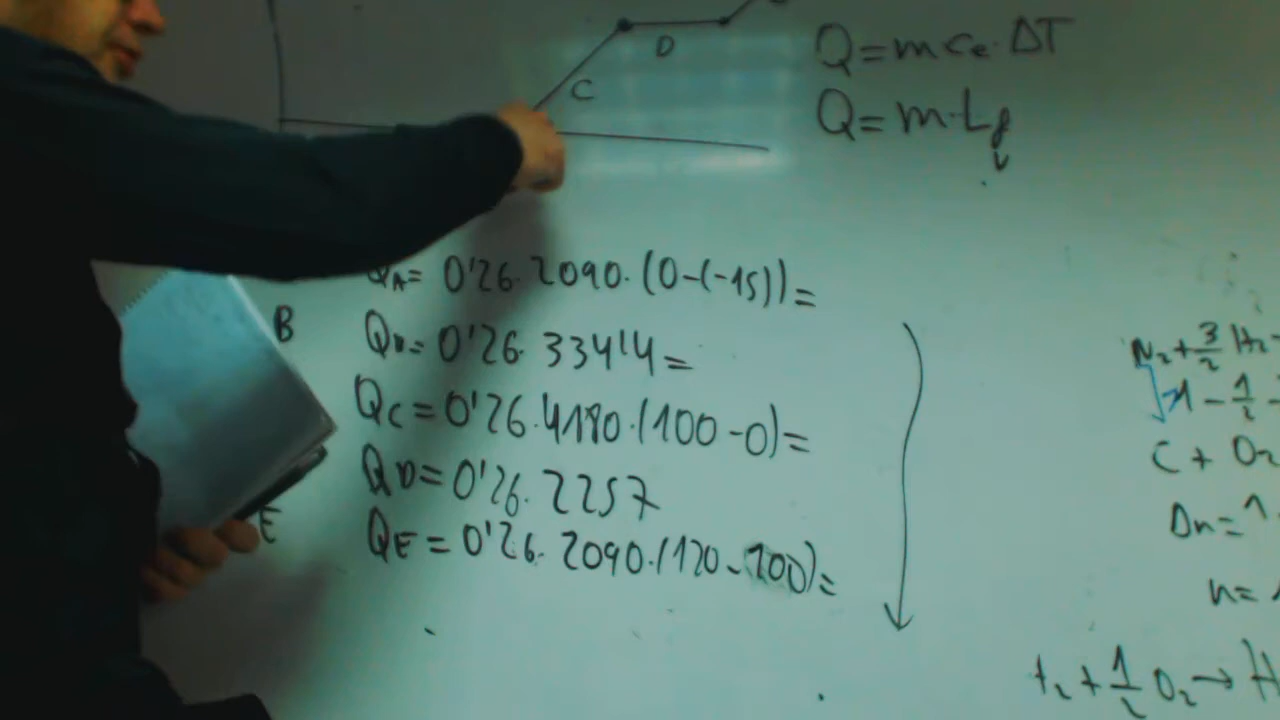 D
C
Q = m ce · ΔT
Q = m · Lf
QA = 0'26 · 2090 · (0-(-15)) =
B
QB = 0'26 · 334'4 =
QC = 0'26 · 4180 · (100 - 0) =
QD = 0'26 · 2257
E
QE = 0'26 · 2090 · (120 - 100) =
N2 + 3/2 H2
1 - 1/2 -
C + O2
Dn = 1
n =
+ 1/2 O2 → H